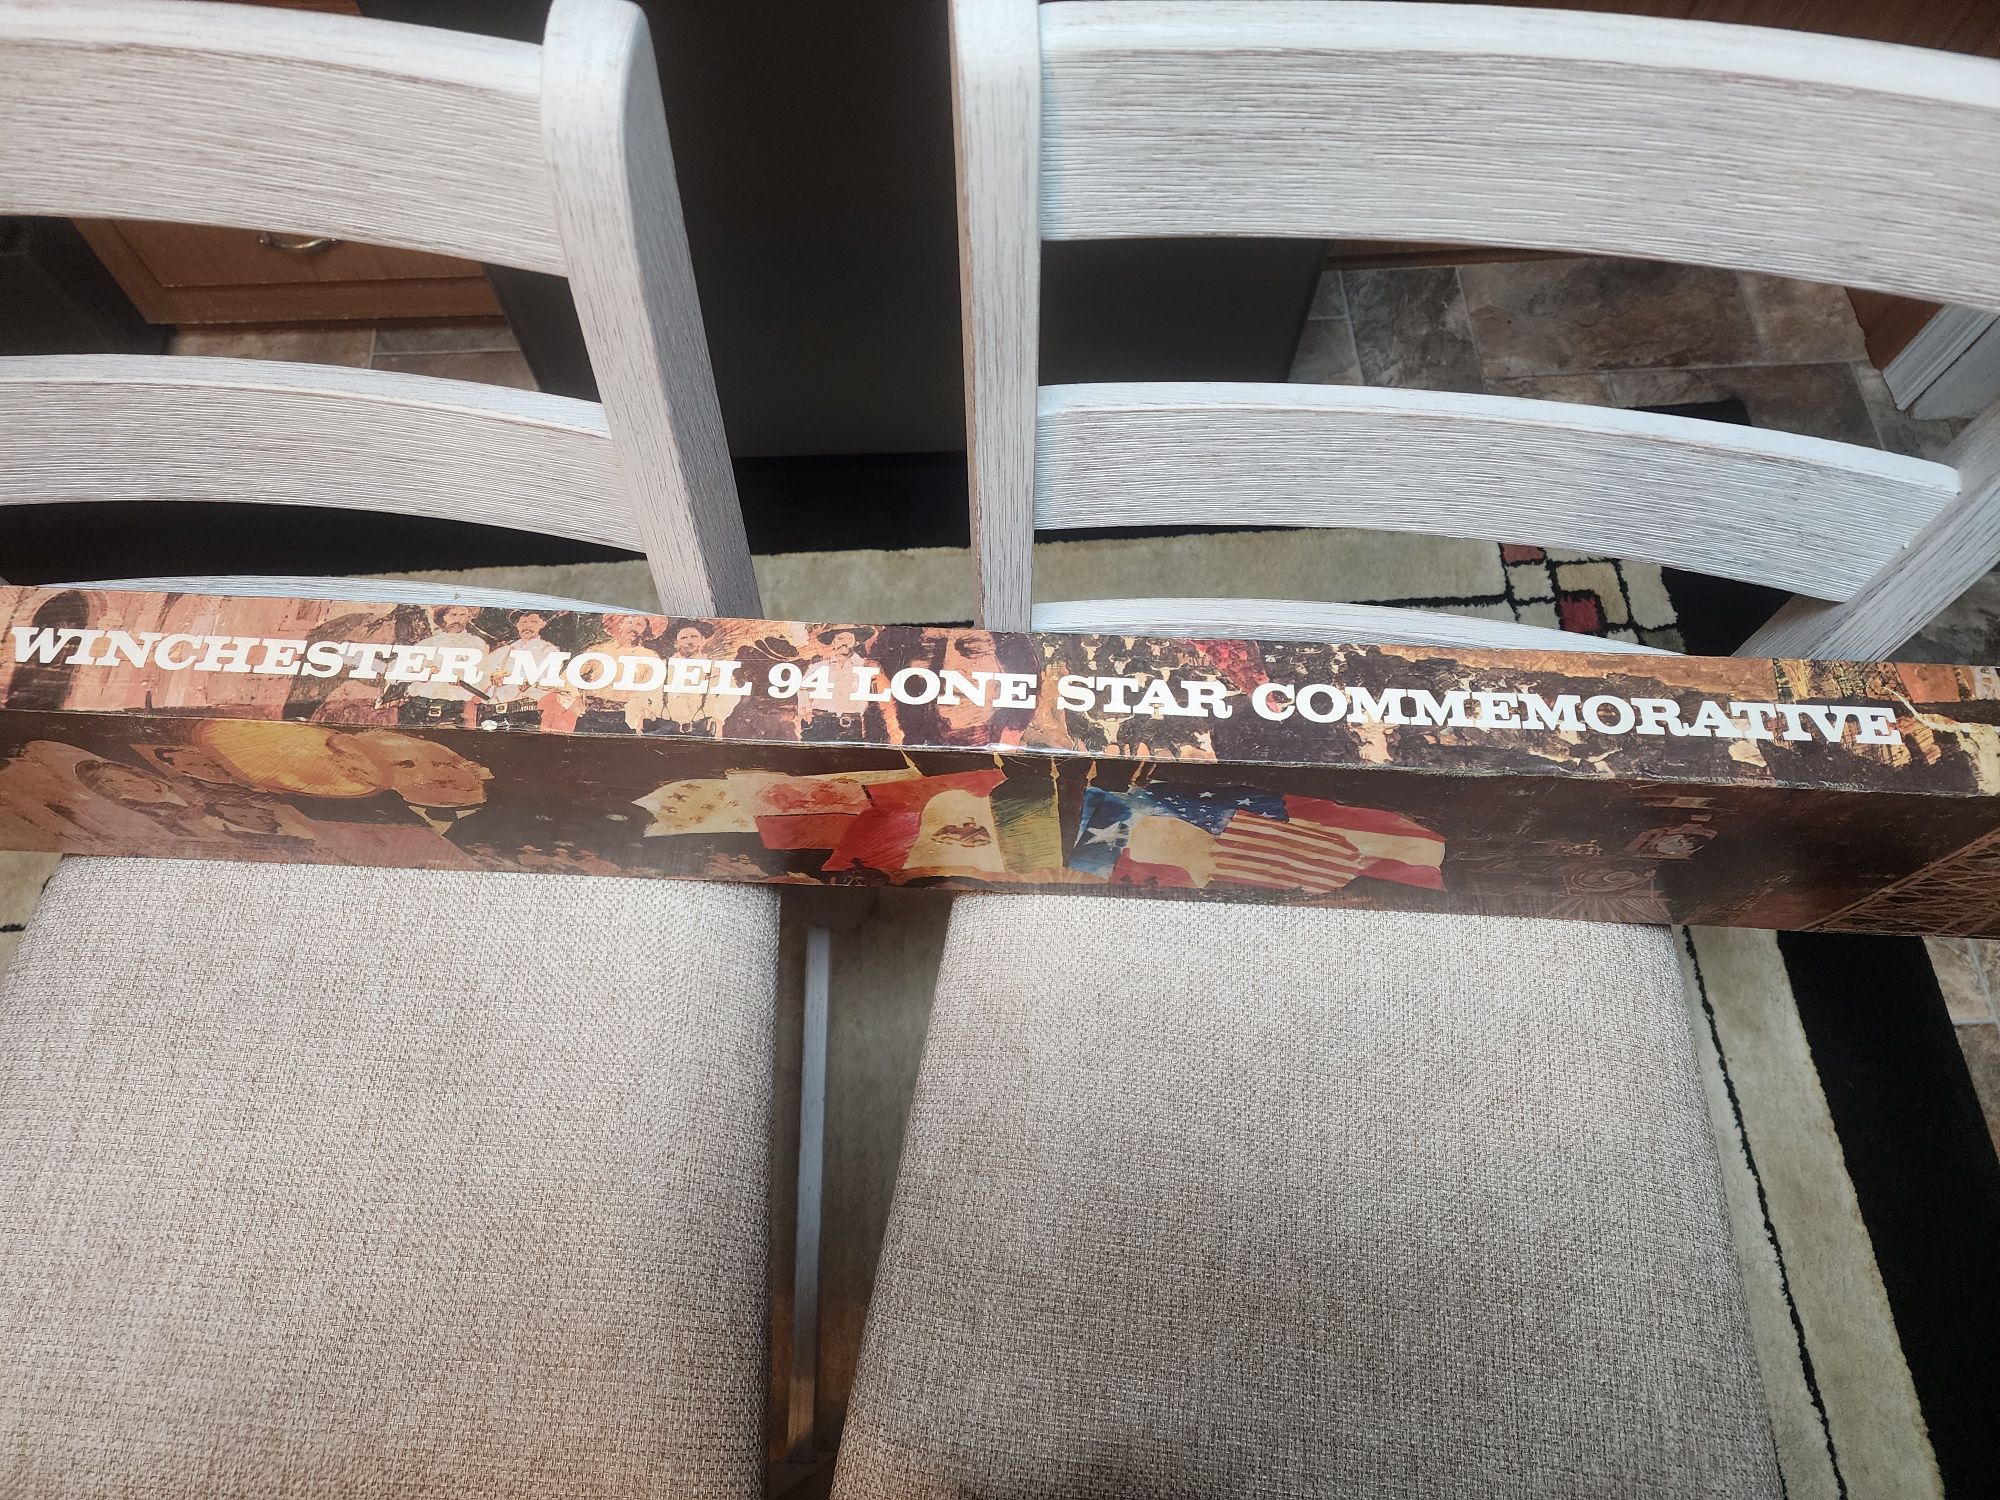 WINCHESTER MODEL 94 LONE STAR COMMEMORATIVE